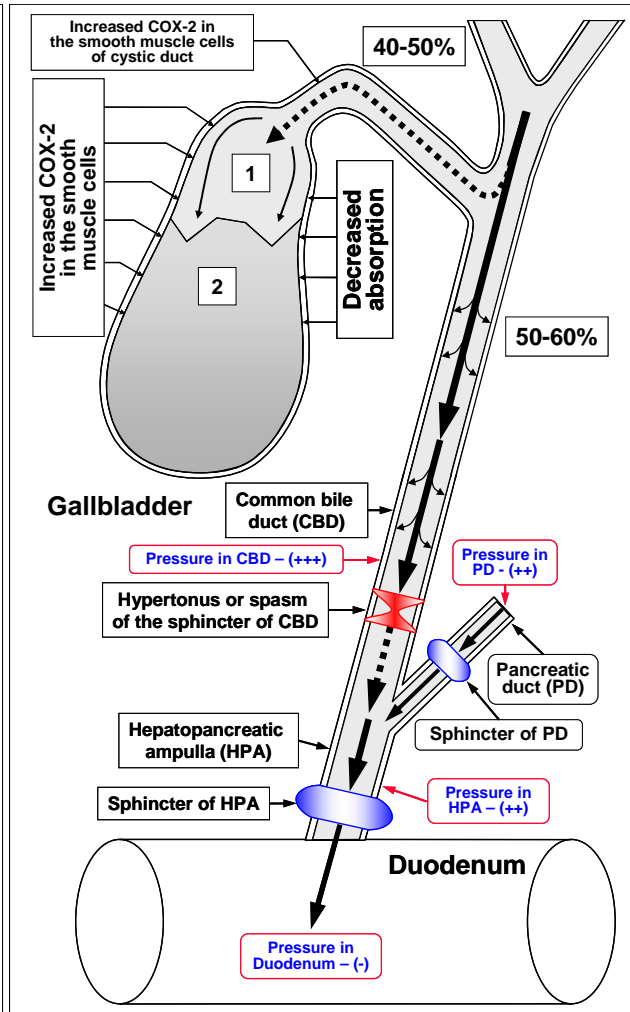 Increased COX-2 in
the smooth muscle cells
of cystic duct
40-50%
Increased COX-2
in the smooth
muscle cells
1
Decreased
absorption
2
50-60%
Gallbladder
Common bile
duct (CBD)
Pressure in CBD – (+++)
Pressure in
PD - (++)
Hypertonus or spasm
of the sphincter of CBD
Pancreatic
duct (PD)
Sphincter of PD
Hepatopancreatic
ampulla (HPA)
Sphincter of HPA
Pressure in
HPA – (++)
Duodenum
Pressure in
Duodenum – (-)